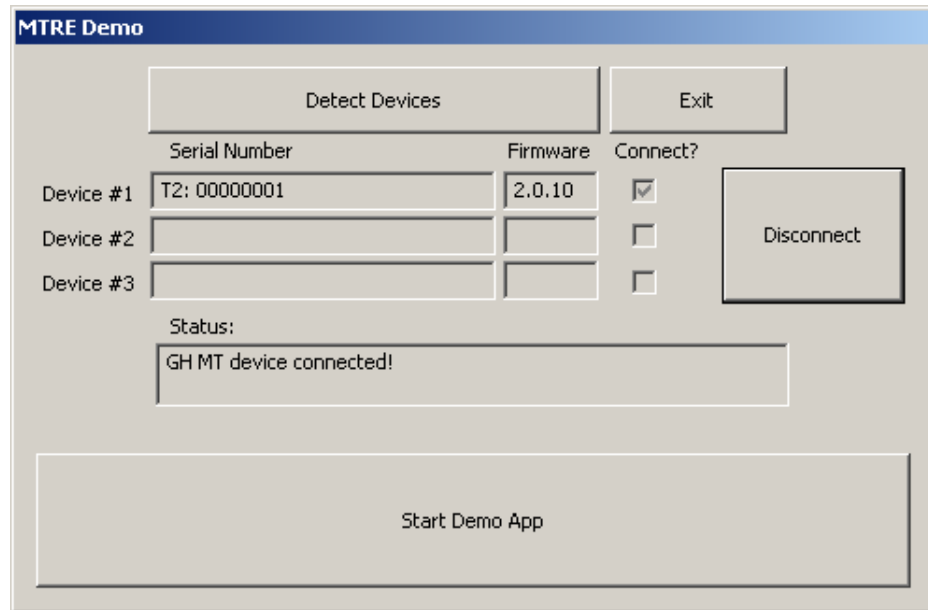 MTRE Demo
Detect Devices
Exit
Serial Number
Firmware
Connect?
Device #1
T2: 00000001
2.0.10
Device #2
Disconnect
Device #3
Status:
GH MT device connected!
Start Demo App